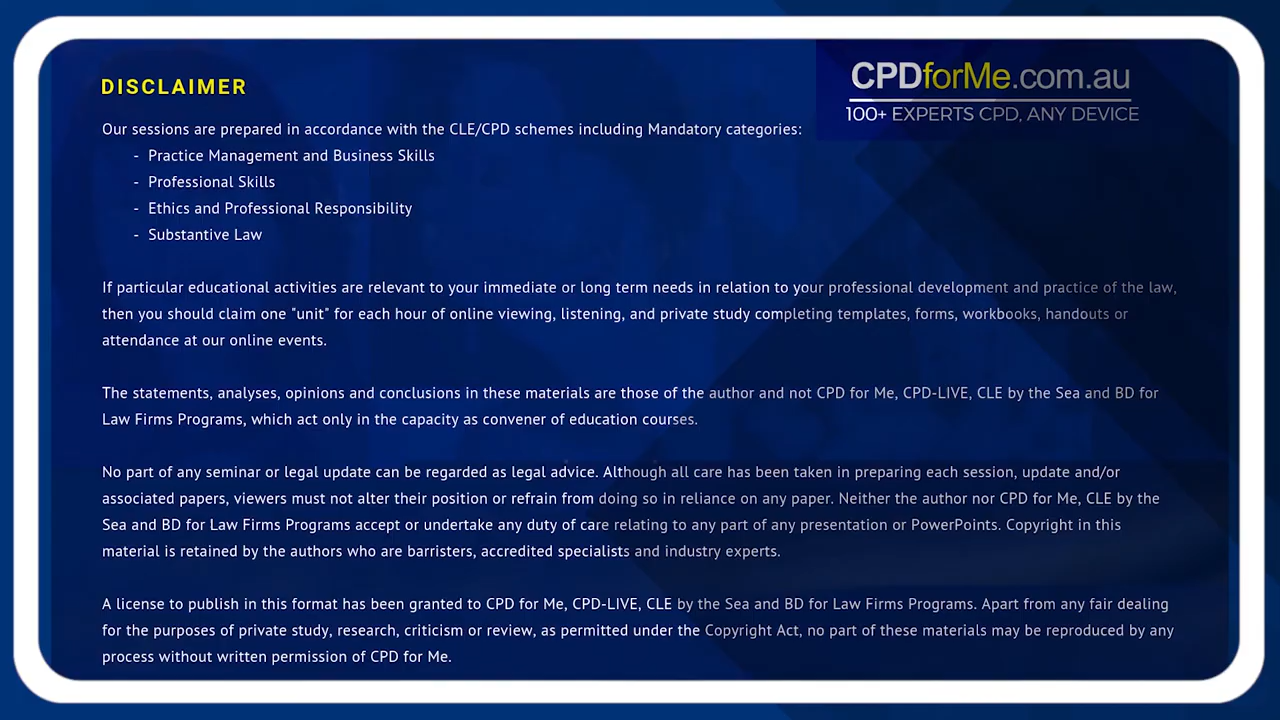 CPDforMe.com.au
100+ EXPERTS CPD, ANY DEVICE
DISCLAIMER
Our sessions are prepared in accordance with the CLE/CPD schemes including Mandatory categories:
- Practice Management and Business Skills
- Professional Skills
- Ethics and Professional Responsibility
- Substantive Law
If particular educational activities are relevant to your immediate or long term needs in relation to your professional development and practice of the law,
then you should claim one "unit" for each hour of online viewing, listening, and private study completing templates, forms, workbooks, handouts or
attendance at our online events.
The statements, analyses, opinions and conclusions in these materials are those of the author and not CPD for Me, CPD-LIVE, CLE by the Sea and BD for
Law Firms Programs, which act only in the capacity as convener of education courses.
No part of any seminar or legal update can be regarded as legal advice. Although all care has been taken in preparing each session, update and/or
associated papers, viewers must not alter their position or refrain from doing so in reliance on any paper. Neither the author nor CPD for Me, CLE by the
Sea and BD for Law Firms Programs accept or undertake any duty of care relating to any part of any presentation or PowerPoints. Copyright in this
material is retained by the authors who are barristers, accredited specialists and industry experts.
A license to publish in this format has been granted to CPD for Me, CPD-LIVE, CLE by the Sea and BD for Law Firms Programs. Apart from any fair dealing
for the purposes of private study, research, criticism or review, as permitted under the Copyright Act, no part of these materials may be reproduced by any
process without written permission of CPD for Me.